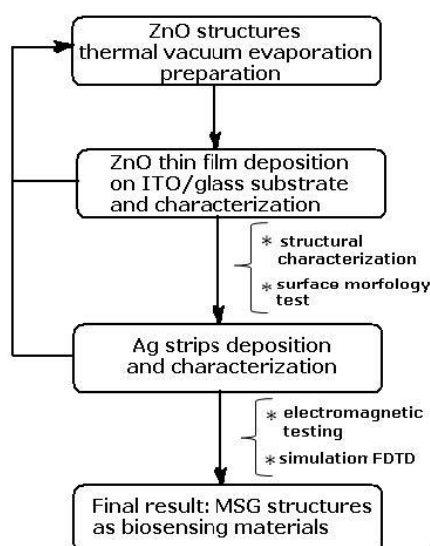 ZnO structures
thermal vacuum evaporation
preparation
ZnO thin film deposition
on ITO/glass substrate
and characterization
* structural
characterization
* surface morfology
test
Ag strips deposition
and characterization
* electromagnetic
testing
* simulation FDTD
Final result: MSG structures
as biosensing materials